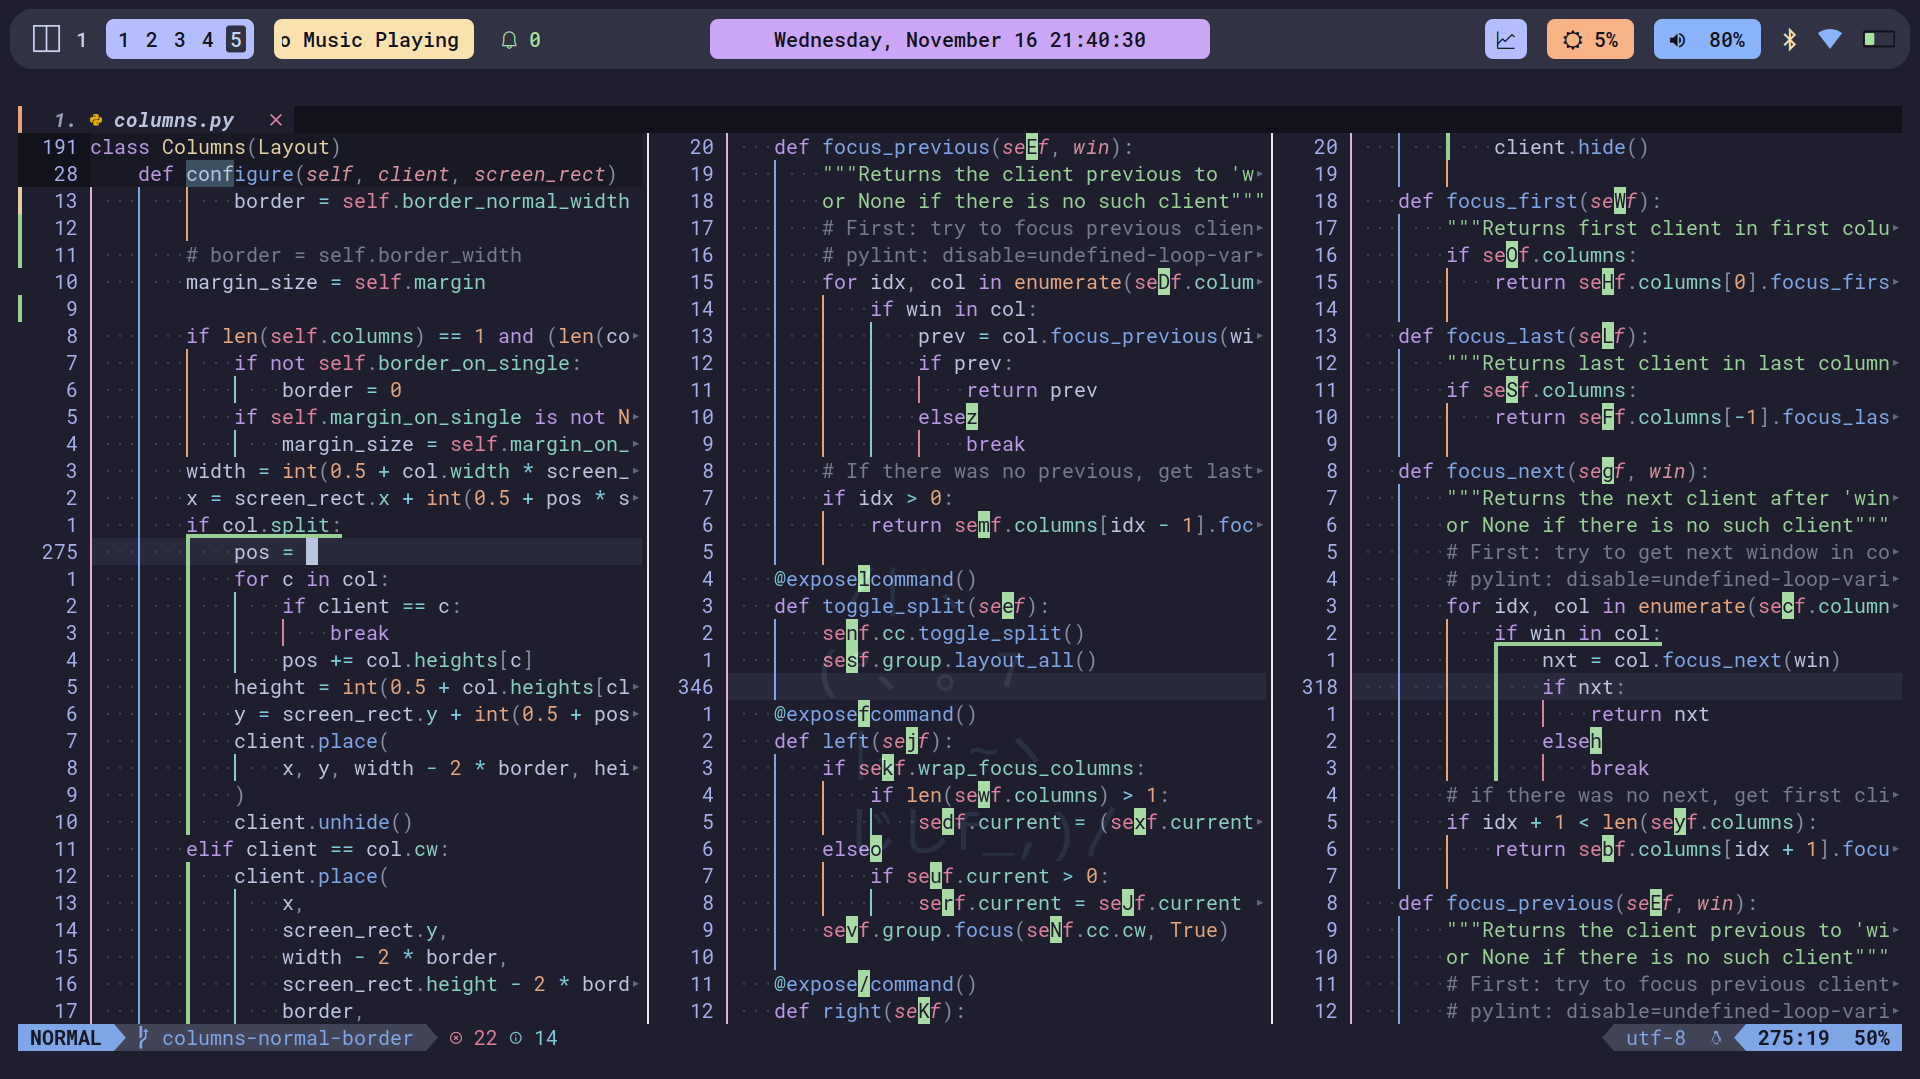 1 1 2 3 4 5 o Music Playing 0 Wednesday, November 16 21:40:30 5% 80%
1. columns.py ×
191 class Columns(Layout)
28 def configure(self, client, screen_rect)
13 border = self.border_normal_width
12
11 # border = self.border_width
10 margin_size = self.margin
9
8 if len(self.columns) == 1 and (len(co
7 if not self.border_on_single:
6 border = 0
5 if self.margin_on_single is not N
4 margin_size = self.margin_on_
3 width = int(0.5 + col.width * screen_
2 x = screen_rect.x + int(0.5 + pos * s
1 if col.split:
275 pos =
1 for c in col:
2 if client == c:
3 break
4 pos += col.heights[c]
5 height = int(0.5 + col.heights[cl
6 y = screen_rect.y + int(0.5 + pos
7 client.place(
8 x, y, width - 2 * border, hei
9 )
10 client.unhide()
11 elif client == col.cw:
12 client.place(
13 x,
14 screen_rect.y,
15 width - 2 * border,
16 screen_rect.height - 2 * bord
17 border,
20 def focus_previous(seEf, win):
19 """Returns the client previous to 'w
18 or None if there is no such client"""
17 # First: try to focus previous clien
16 # pylint: disable=undefined-loop-var
15 for idx, col in enumerate(seDf.colum
14 if win in col:
13 prev = col.focus_previous(wi
12 if prev:
11 return prev
10 elsez
9 break
8 # If there was no previous, get last
7 if idx > 0:
6 return semf.columns[idx - 1].foc
5
4 @exposelcommand()
3 def toggle_split(seef):
2 senf.cc.toggle_split()
1 sesf.group.layout_all()
346
1 @exposefcommand()
2 def left(sejf):
3 if sekf.wrap_focus_columns:
4 if len(sewf.columns) > 1:
5 sedf.current = (sexf.current
6 elseo
7 if seuf.current > 0:
8 serf.current = seJf.current
9 sevf.group.focus(seNf.cc.cw, True)
10
11 @expose/command()
12 def right(seKf):
20 client.hide()
19
18 def focus_first(seWf):
17 """Returns first client in first colu
16 if seOf.columns:
15 return seHf.columns[0].focus_firs
14
13 def focus_last(seLf):
12 """Returns last client in last column
11 if seSf.columns:
10 return seFf.columns[-1].focus_las
9
8 def focus_next(segf, win):
7 """Returns the next client after 'win
6 or None if there is no such client"""
5 # First: try to get next window in co
4 # pylint: disable=undefined-loop-vari
3 for idx, col in enumerate(secf.column
2 if win in col:
1 nxt = col.focus_next(win)
318 if nxt:
1 return nxt
2 elseh
3 break
4 # if there was no next, get first cli
5 if idx + 1 < len(seyf.columns):
6 return sebf.columns[idx + 1].focu
7
8 def focus_previous(seEf, win):
9 """Returns the client previous to 'wi
10 or None if there is no such client"""
11 # First: try to focus previous client
12 # pylint: disable=undefined-loop-vari
NORMAL columns-normal-border 22 14 utf-8 275:19 50%